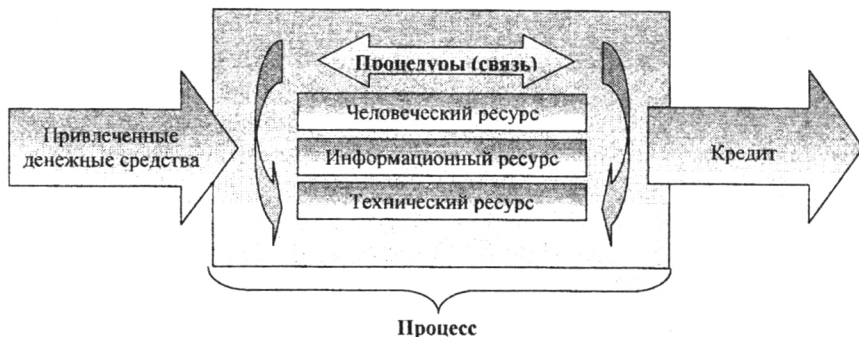 Процедуры (связь)
Привлеченные
денежные средства
Человеческий ресурс
Информационный ресурс
Технический ресурс
Кредит
Процесс